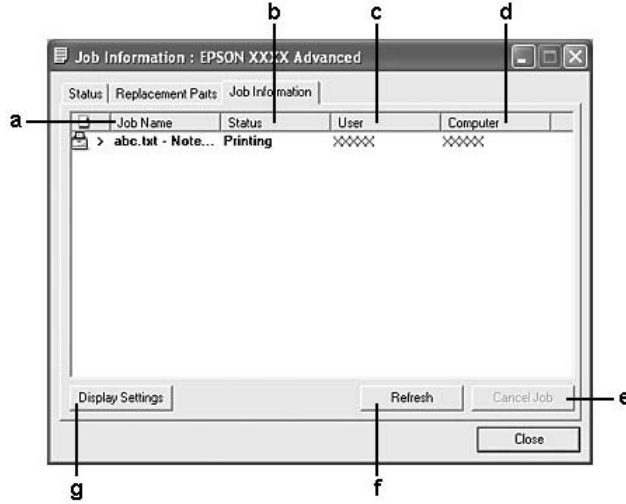 b c d
Job Information : EPSON XXXX Advanced
Status Replacement Parts Job Information
a Job Name Status User Computer
> abc.txt - Note... Printing XXXXX XXXXX
Display Settings Refresh Cancel Job e
Close
g f